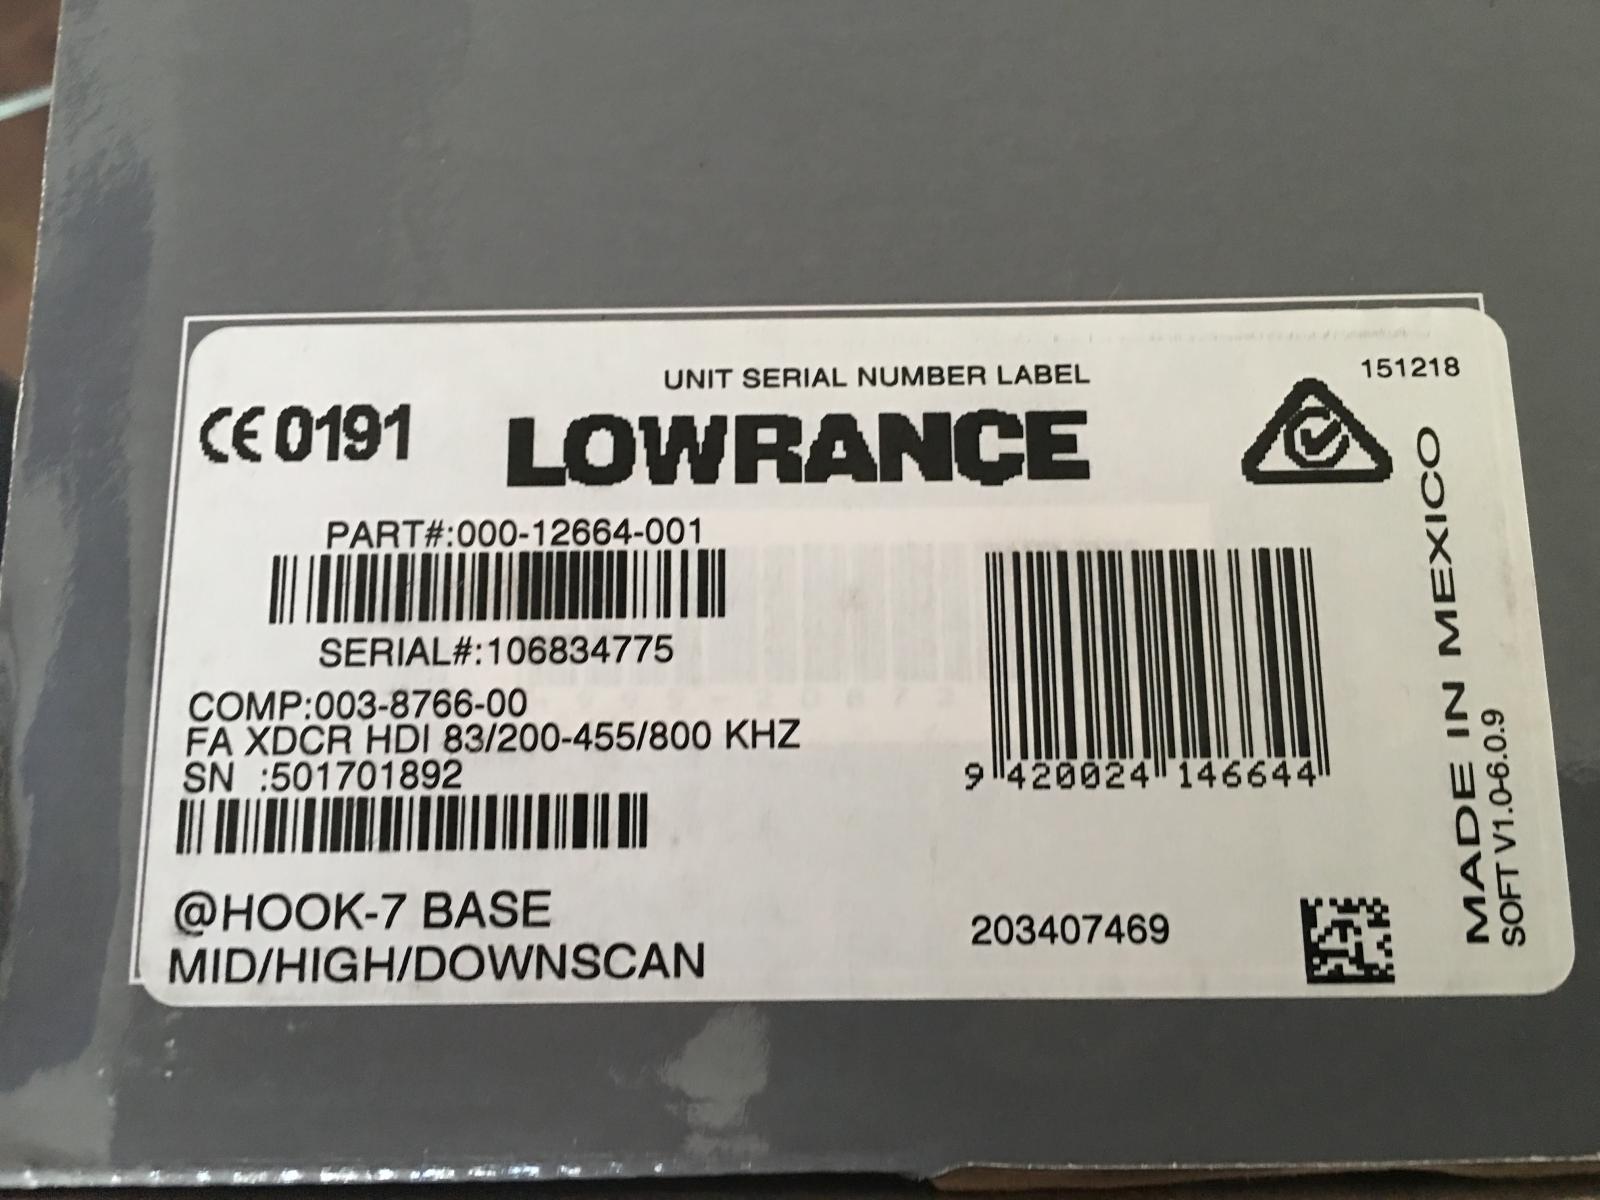 UNIT SERIAL NUMBER LABEL
151218
CE 0191
LOWRANCE
PART#:000-12664-001
SERIAL#:106834775
COMP:003-8766-00
FA XDCR HDI 83/200-455/800 KHZ
SN :501701892
9 420024 146644
@HOOK-7 BASE
MID/HIGH/DOWNSCAN
203407469
MADE IN MEXICO
SOFT V1.0-6.0.9